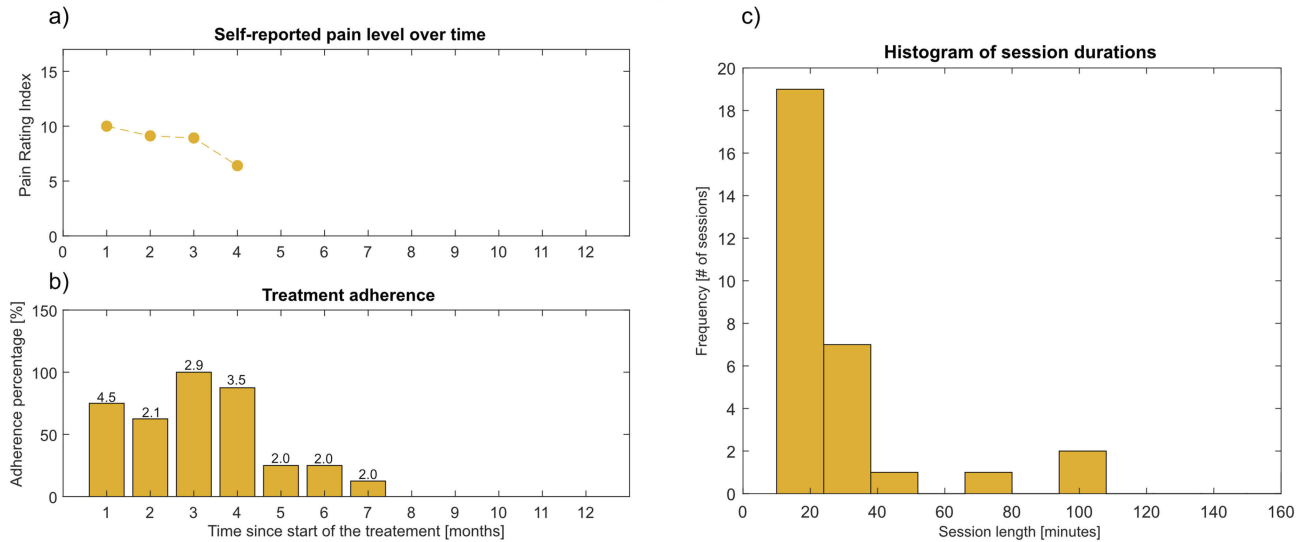 a)
Self-reported pain level over time
Pain Rating Index
15
10
5
0
0 1 2 3 4 5 6 7 8 9 10 11 12
b)
Treatment adherence
Adherence percentage [%]
150
100
50
0
4.5 2.1 2.9 3.5 2.0 2.0 2.0
1 2 3 4 5 6 7 8 9 10 11 12
Time since start of the treatement [months]
c)
Histogram of session durations
Frequency [# of sessions]
20
18
16
14
12
10
8
6
4
2
0
0 20 40 60 80 100 120 140 160
Session length [minutes]